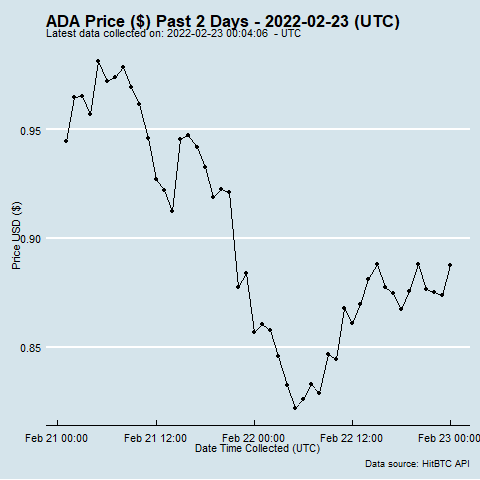 ADA Price ($) Past 2 Days - 2022-02-23 (UTC)
Latest data collected on: 2022-02-23 00:04:06 - UTC
0.95
0.90
0.85
Price USD ($)
Feb 21 00:00
Feb 21 12:00
Feb 22 00:00
Feb 22 12:00
Feb 23 00:00
Date Time Collected (UTC)
Data source: HitBTC API